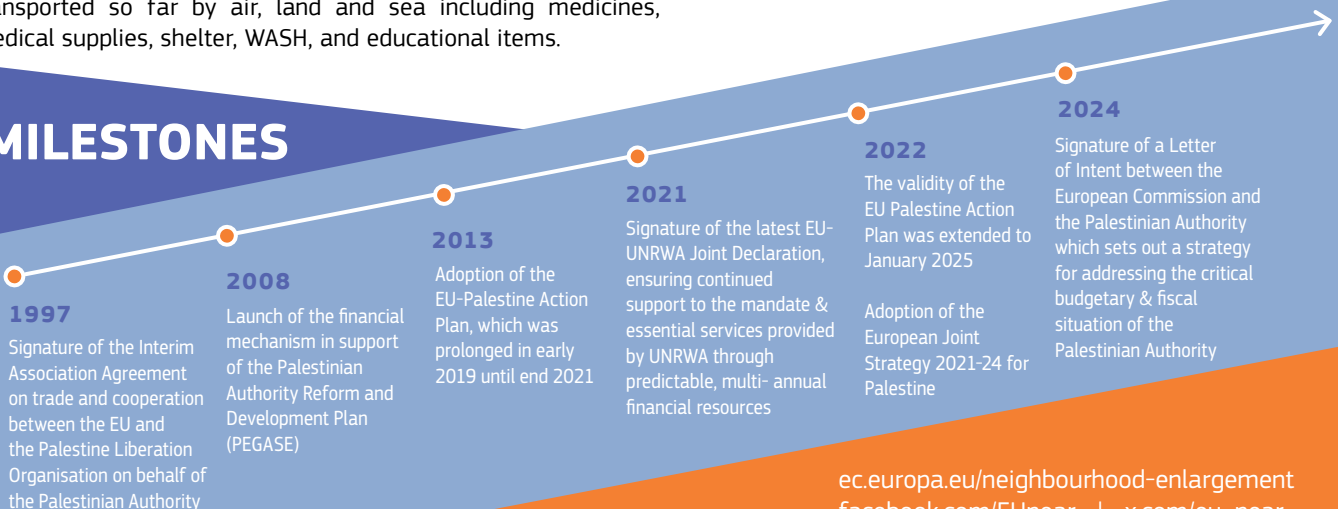 by air, land and sea including medicines,
supplies, shelter, WASH, and educational items.
MILESTONES
1997
Signature of the Interim
Association Agreement
on trade and cooperation
between the EU and
the Palestine Liberation
Organisation on behalf of
the Palestinian Authority
2008
Launch of the financial
mechanism in support
of the Palestinian
Authority Reform and
Development Plan
(PEGASE)
2013
Adoption of the
EU-Palestine Action
Plan, which was
prolonged in early
2019 until end 2021
2021
Signature of the latest EU-
UNRWA Joint Declaration,
ensuring continued
support to the mandate &
essential services provided
by UNRWA through
predictable, multi- annual
financial resources
2022
The validity of the
EU Palestine Action
Plan was extended to
January 2025
Adoption of the
European Joint
Strategy 2021-24 for
Palestine
2024
Signature of a Letter
of Intent between the
European Commission and
the Palestinian Authority
which sets out a strategy
for addressing the critical
budgetary & fiscal
situation of the
Palestinian Authority
ec.europa.eu/neighbourhood-enlargement